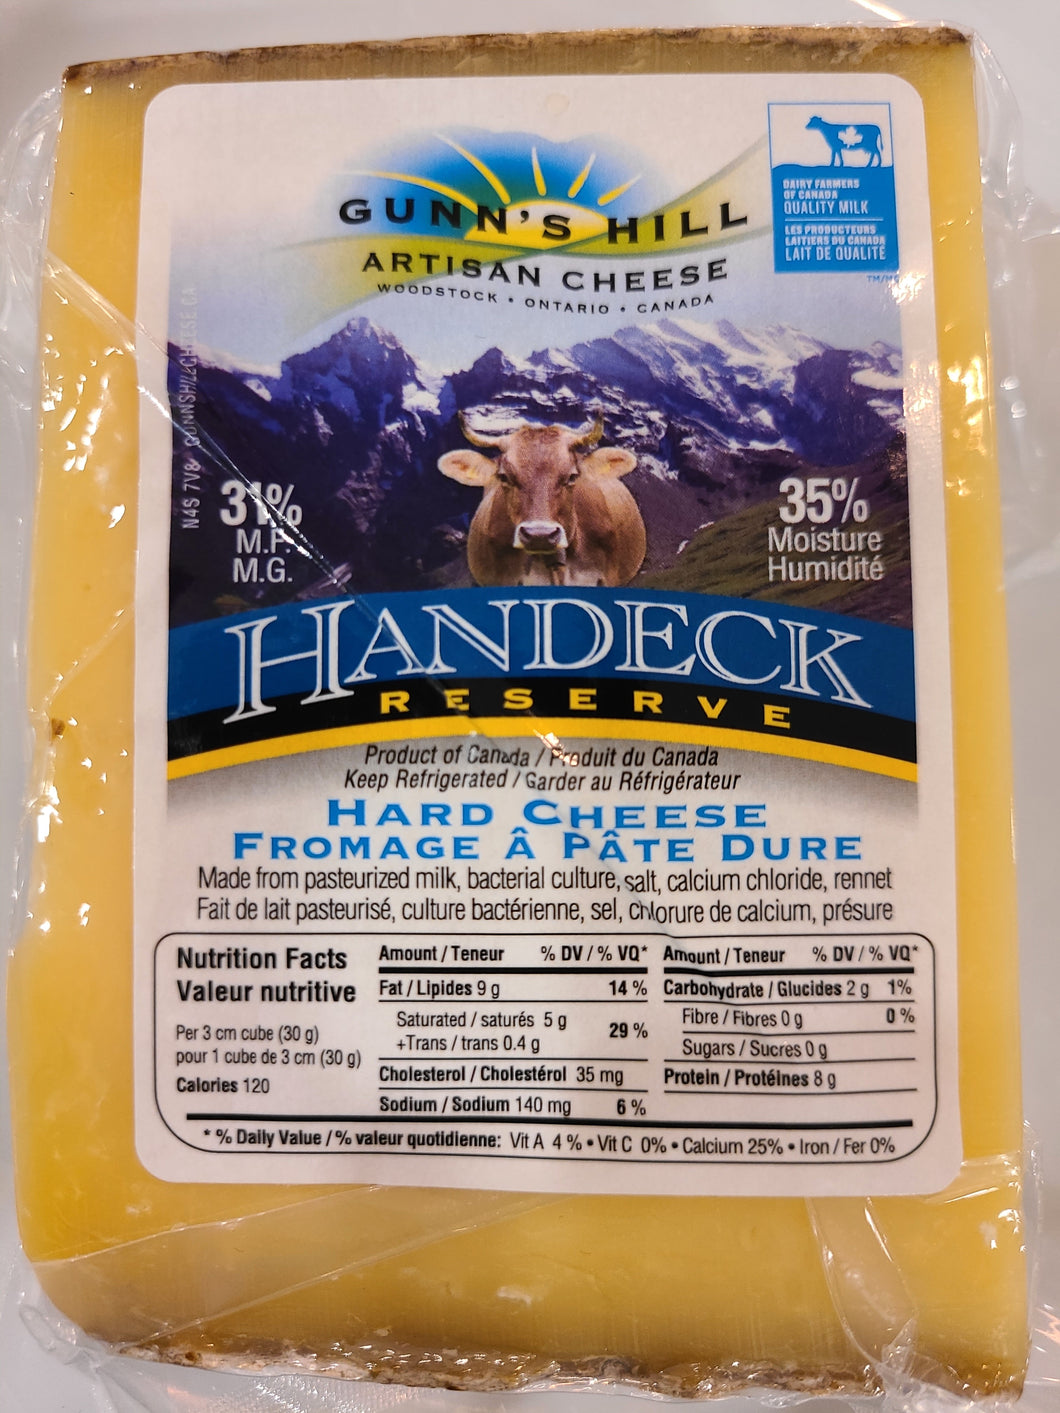 GUNN'S HILL
ARTISAN CHEESE
WOODSTOCK • ONTARIO • CANADA
DAIRY FARMERS
OF CANADA
QUALITY MILK
LES PRODUCTEURS
LAITIERS DU CANADA
LAIT DE QUALITÉ
N4S 7V8 GUNNSHILLCHEESE.CA
31%
M.F.
M.G.
35%
Moisture
Humidité
HANDECK
RESERVE
Product of Canada / Produit du Canada
Keep Refrigerated / Garder au Réfrigérateur
HARD CHEESE
FROMAGE Â PÂTE DURE
Made from pasteurized milk, bacterial culture, salt, calcium chloride, rennet
Fait de lait pasteurisé, culture bactérienne, sel, chlorure de calcium, présure
Nutrition Facts
Valeur nutritive
Per 3 cm cube (30 g)
pour 1 cube de 3 cm (30 g)
Calories 120
Amount / Teneur % DV / % VQ*
Fat / Lipides 9 g 14 %
Saturated / saturés 5 g
+Trans / trans 0.4 g 29 %
Cholesterol / Cholestérol 35 mg
Sodium / Sodium 140 mg 6 %
Amount / Teneur % DV / % VQ*
Carbohydrate / Glucides 2 g 1%
Fibre / Fibres 0 g 0 %
Sugars / Sucres 0 g
Protein / Protéines 8 g
* % Daily Value / % valeur quotidienne: Vit A 4 % • Vit C 0% • Calcium 25% • Iron / Fer 0%